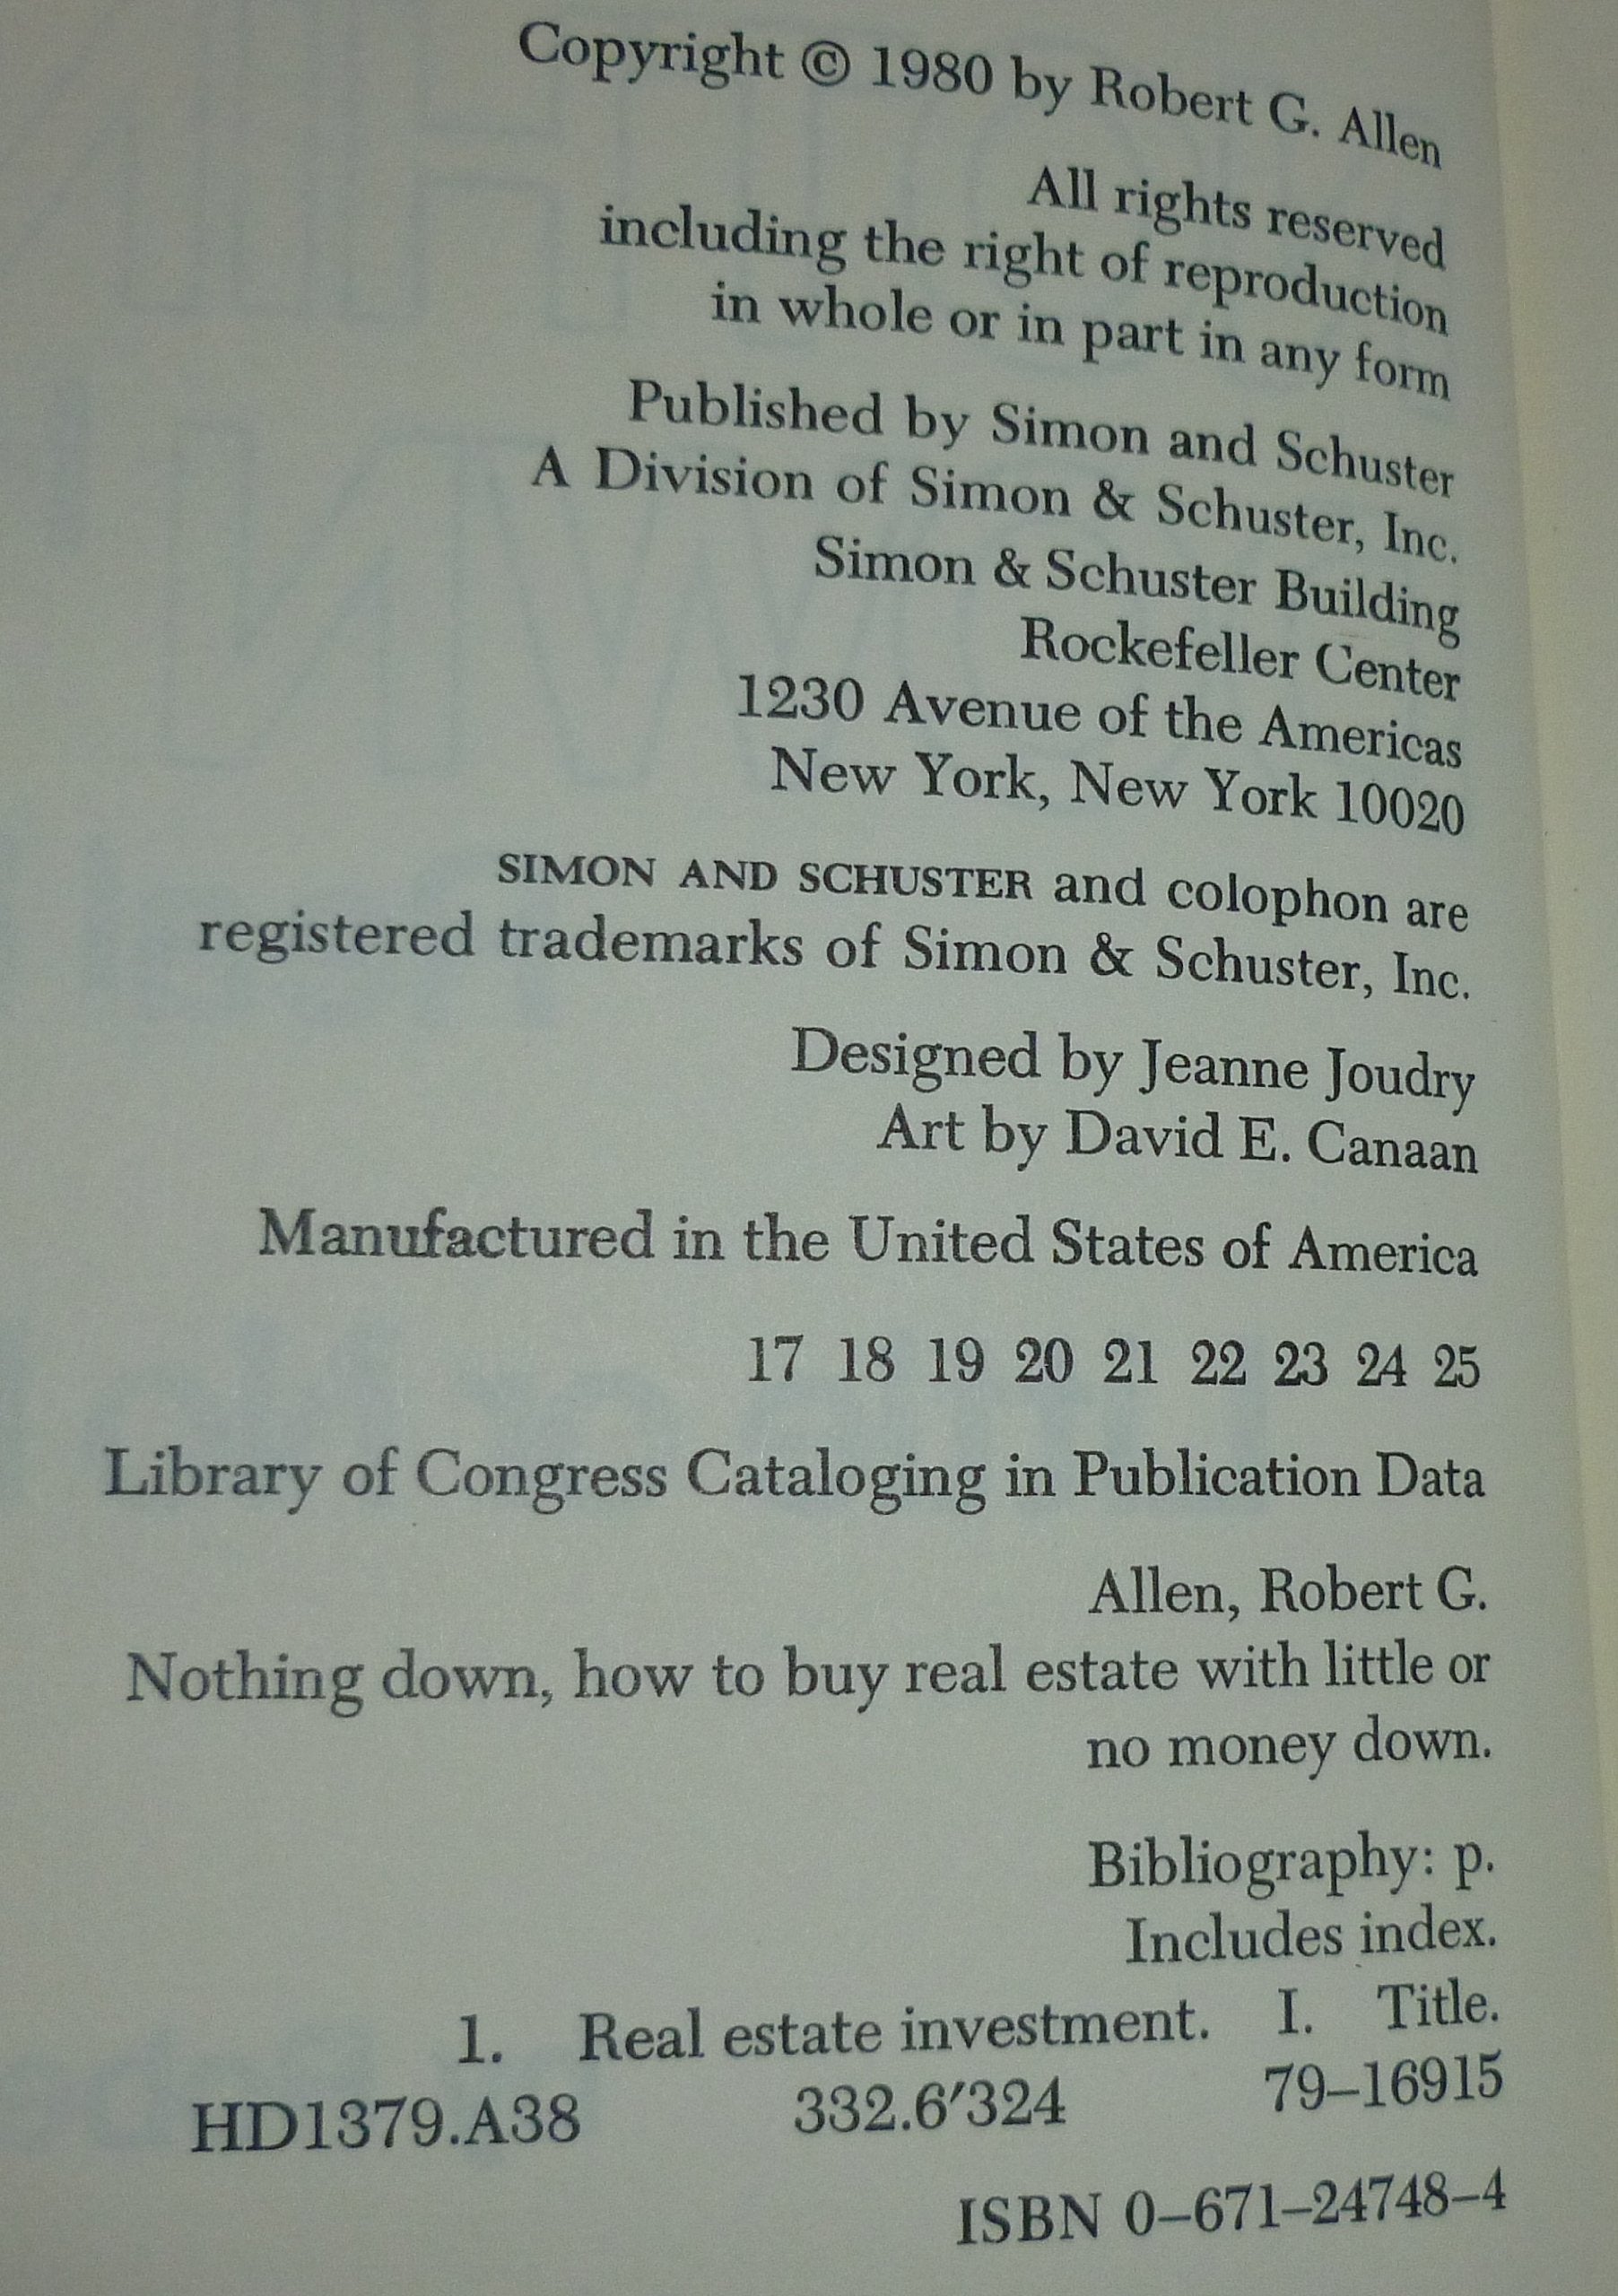 Copyright © 1980 by Robert G. Allen
All rights reserved
including the right of reproduction
in whole or in part in any form
Published by Simon and Schuster
A Division of Simon & Schuster, Inc.
Simon & Schuster Building
Rockefeller Center
1230 Avenue of the Americas
New York, New York 10020
SIMON AND SCHUSTER and colophon are
registered trademarks of Simon & Schuster, Inc.
Designed by Jeanne Joudry
Art by David E. Canaan
Manufactured in the United States of America
17 18 19 20 21 22 23 24 25
Library of Congress Cataloging in Publication Data
Allen, Robert G.
Nothing down, how to buy real estate with little or
no money down.
Bibliography: p.
Includes index.
1. Real estate investment. I. Title.
HD1379.A38 332.6′324 79–16915
ISBN 0–671–24748–4